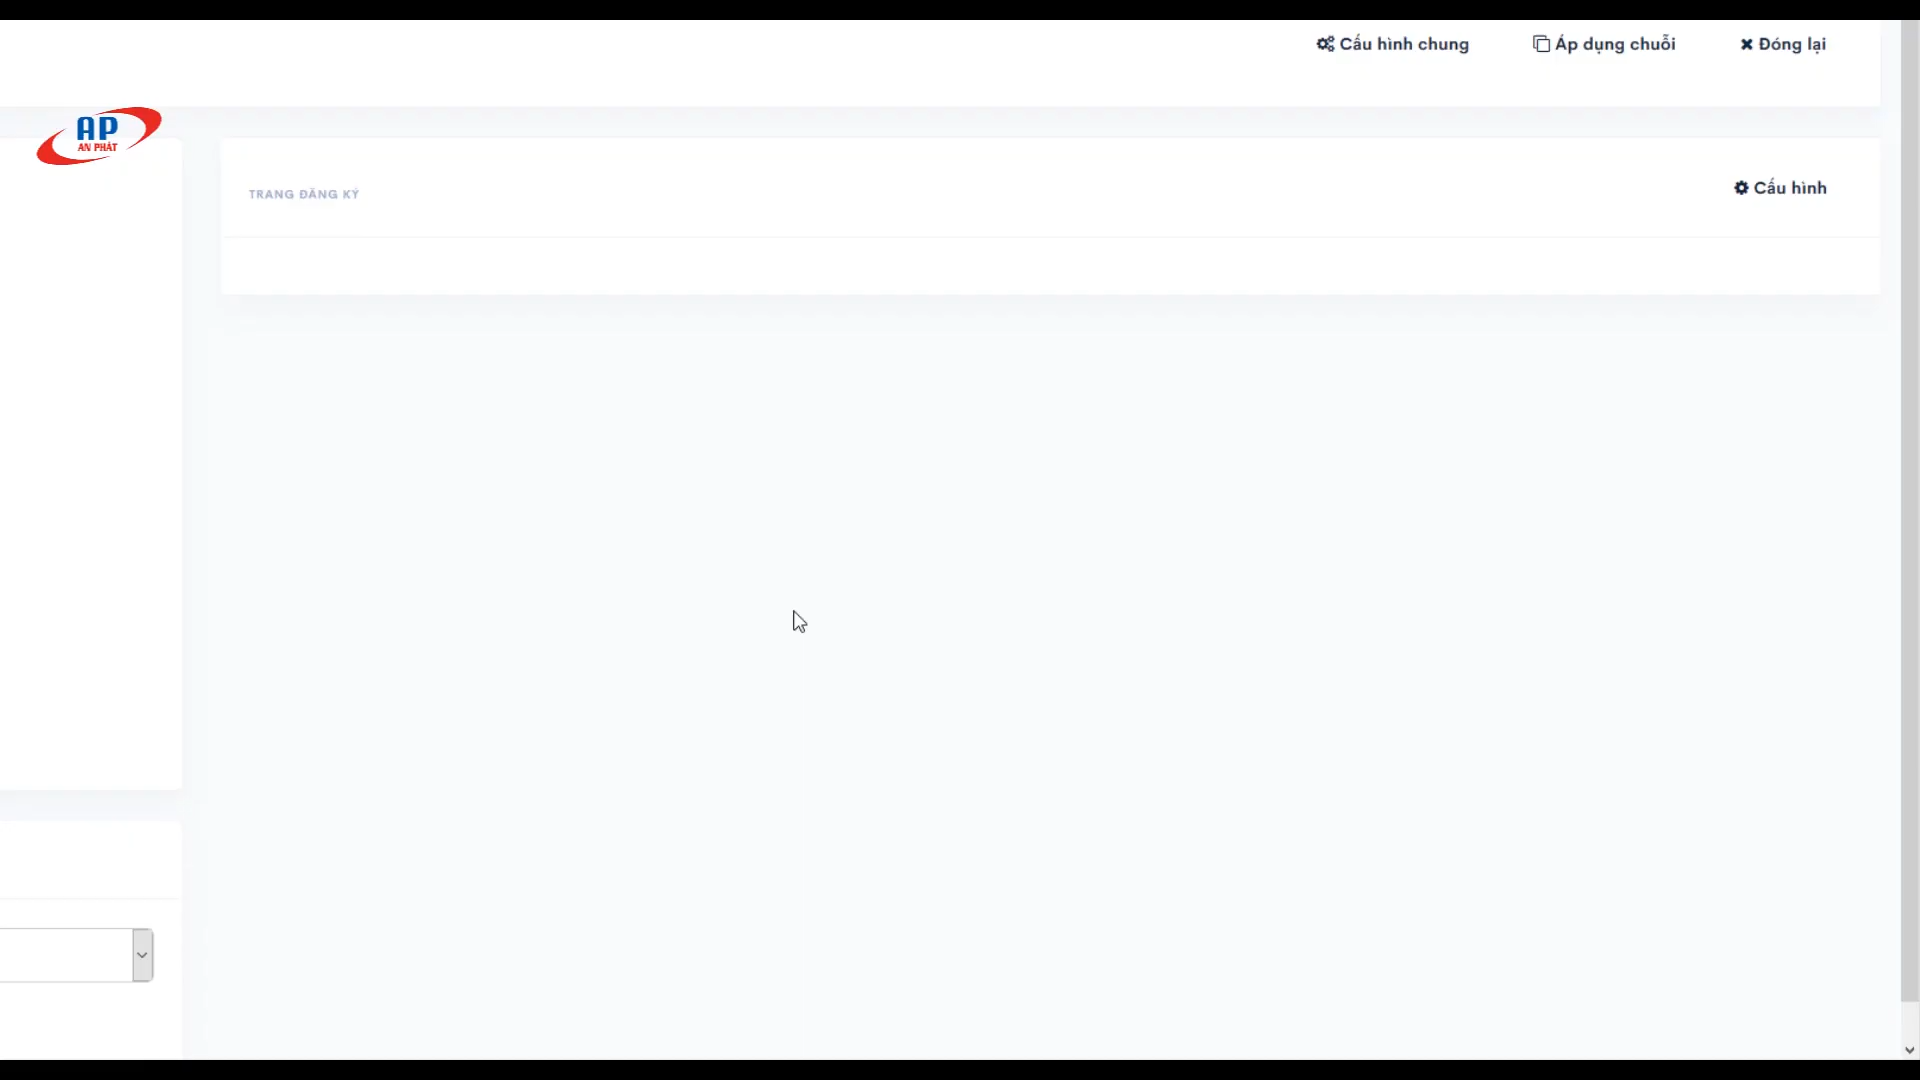 Cấu hình chung
Áp dụng chuỗi
Đóng lại
AP
AN PHÁT
TRANG ĐĂNG KÝ
Cấu hình